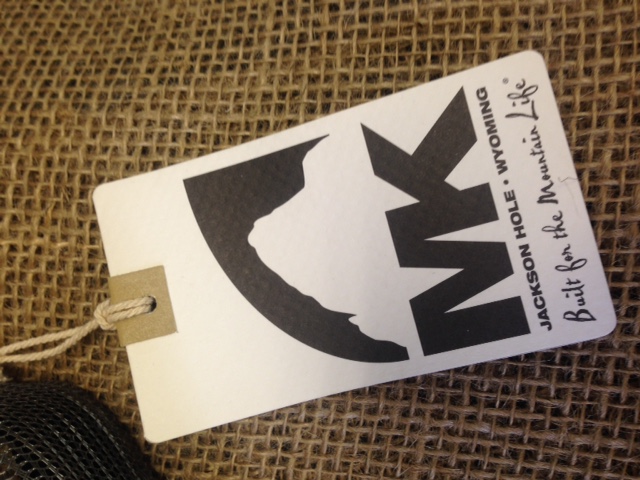 MK
JACKSON HOLE • WYOMING
Built for the Mountain Life®